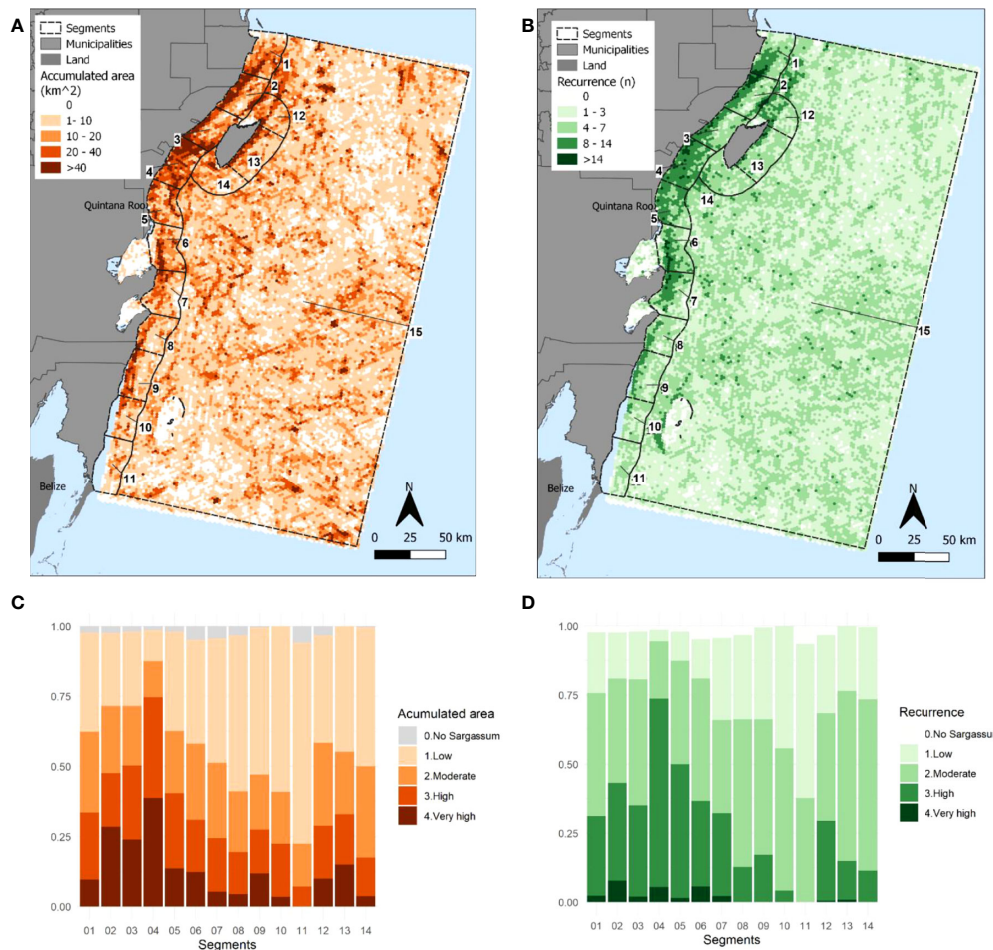 A
Segments
Municipalities
Land
Accumulated area
(km^2)
0
1- 10
10 - 20
20 - 40
>40
1
2
3
4
5
6
7
8
9
10
11
12
13
14
15
Quintana Roo
Belize
N
0 25 50 km
B
Segments
Municipalities
Land
Recurrence (n)
0
1 - 3
4 - 7
8 - 14
>14
1
2
3
4
5
6
7
8
9
10
11
12
13
14
15
Quintana Roo
Belize
N
0 25 50 km
C
1.00
0.75
0.50
0.25
0.00
01 02 03 04 05 06 07 08 09 10 11 12 13 14
Segments
Acumulated area
0.No Sargassum
1.Low
2.Moderate
3.High
4.Very high
D
1.00
0.75
0.50
0.25
0.00
01 02 03 04 05 06 07 08 09 10 11 12 13 14
Segments
Recurrence
0.No Sargassum
1.Low
2.Moderate
3.High
4.Very high